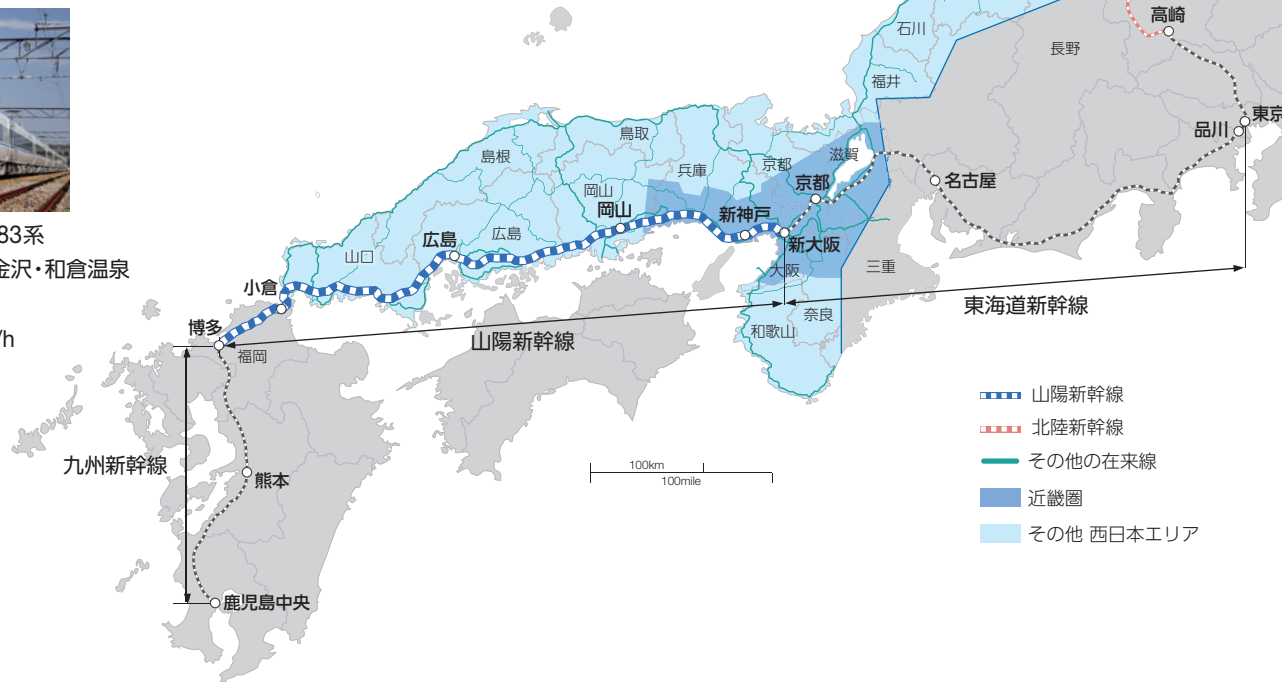 83系
金沢・和倉温泉
/h
高崎
石川
長野
福井
東京
品川
鳥取
島根
兵庫
京都
滋賀
名古屋
岡山
京都
岡山
新神戸
広島
広島
新大阪
山口
大阪
三重
小倉
奈良
東海道新幹線
博多
和歌山
山陽新幹線
福岡
九州新幹線
熊本
鹿児島中央
100km
100mile
山陽新幹線
北陸新幹線
その他の在来線
近畿圏
その他 西日本エリア